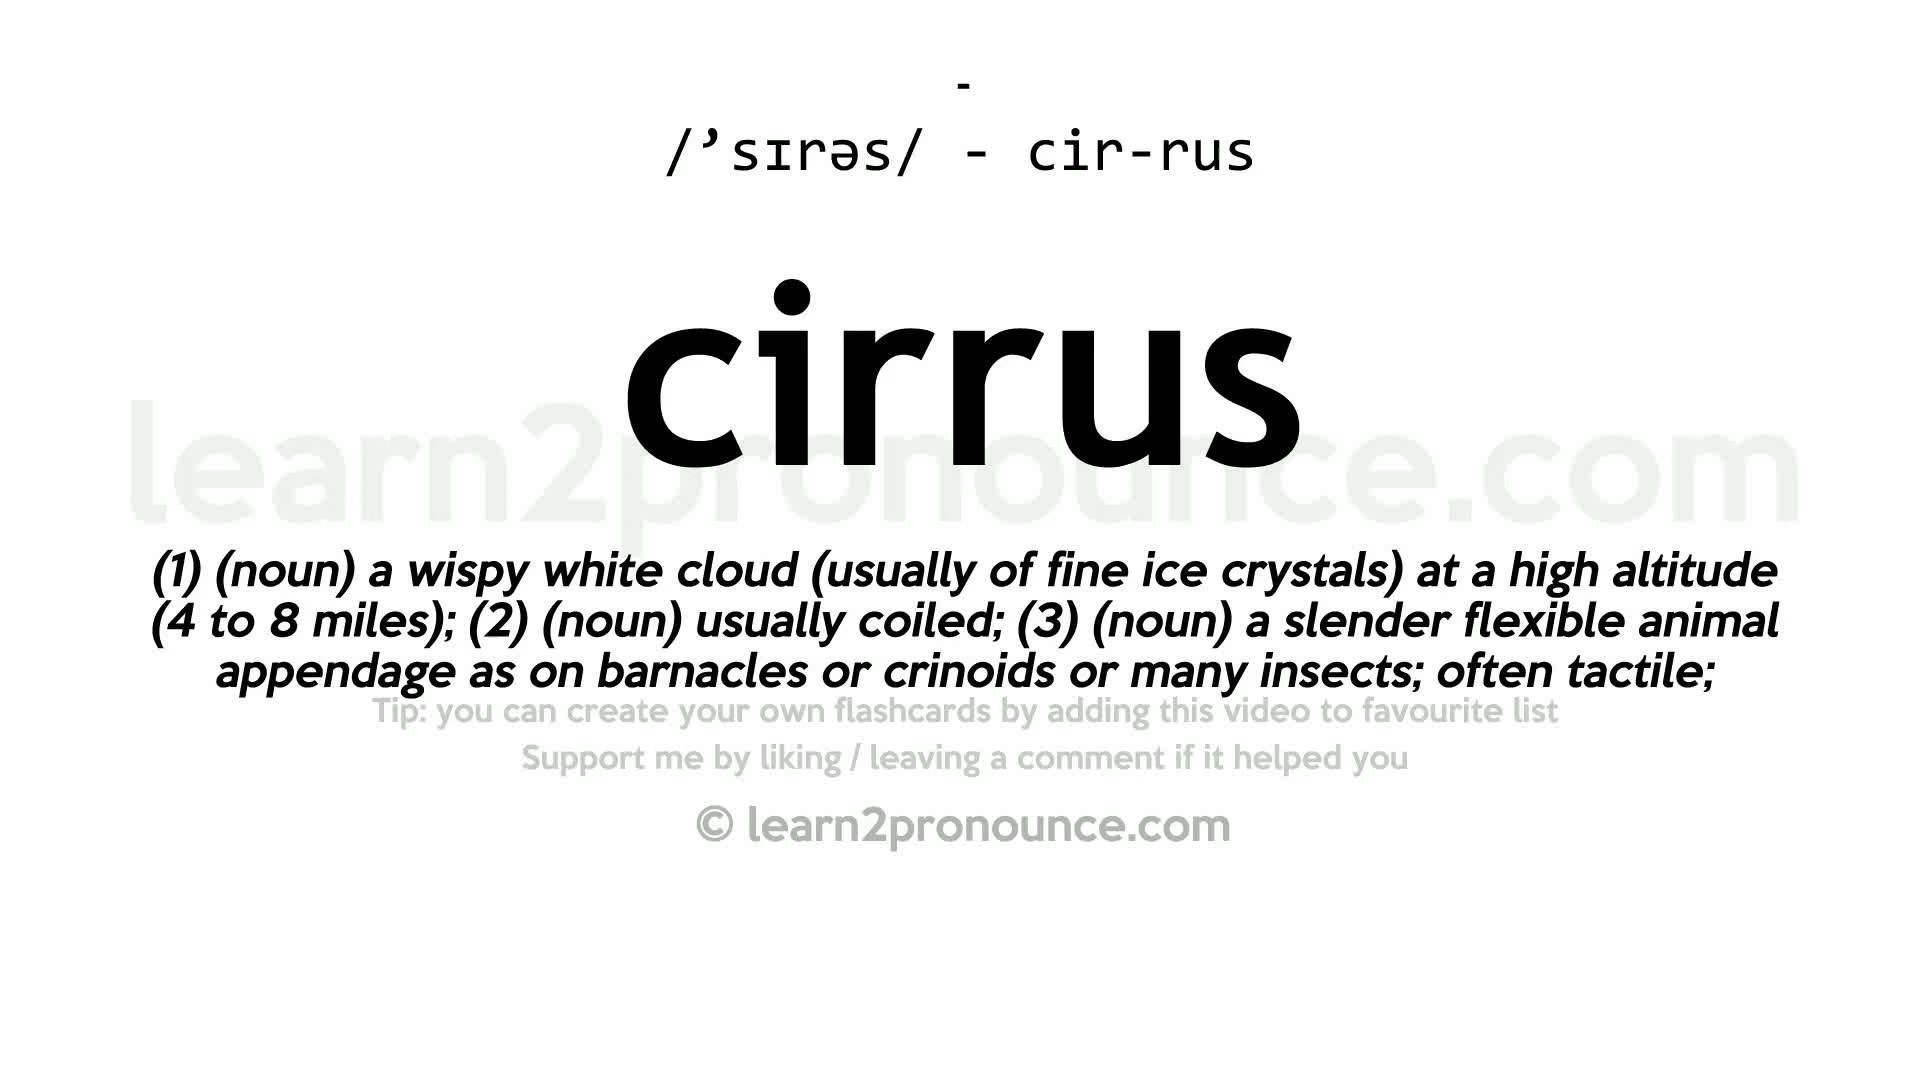 -
/’sɪrəs/ - cir-rus
cirrus
learn2pronounce.com
(1) (noun) a wispy white cloud (usually of fine ice crystals) at a high altitude
(4 to 8 miles); (2) (noun) usually coiled; (3) (noun) a slender flexible animal
appendage as on barnacles or crinoids or many insects; often tactile;
Tip: you can create your own flashcards by adding this video to favourite list
Support me by liking / leaving a comment if it helped you
© learn2pronounce.com